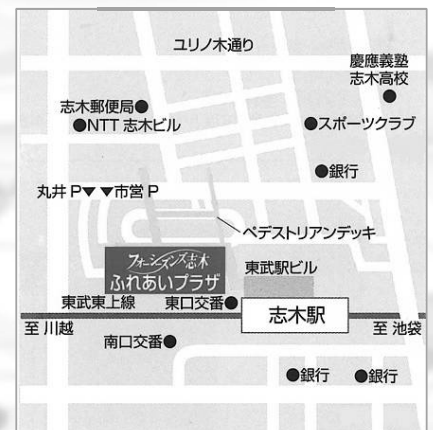 ユリノ木通り
慶應義塾
志木高校
志木郵便局●
●NTT 志木ビル
●スポーツクラブ
●銀行
丸井 P▼ ▼市営 P
ペデストリアンデッキ
フォーシーズンズ志木
ふれあいプラザ
東武駅ビル
東武東上線
東口交番●
志木駅
至 川越
至 池袋
南口交番●
●銀行
●銀行